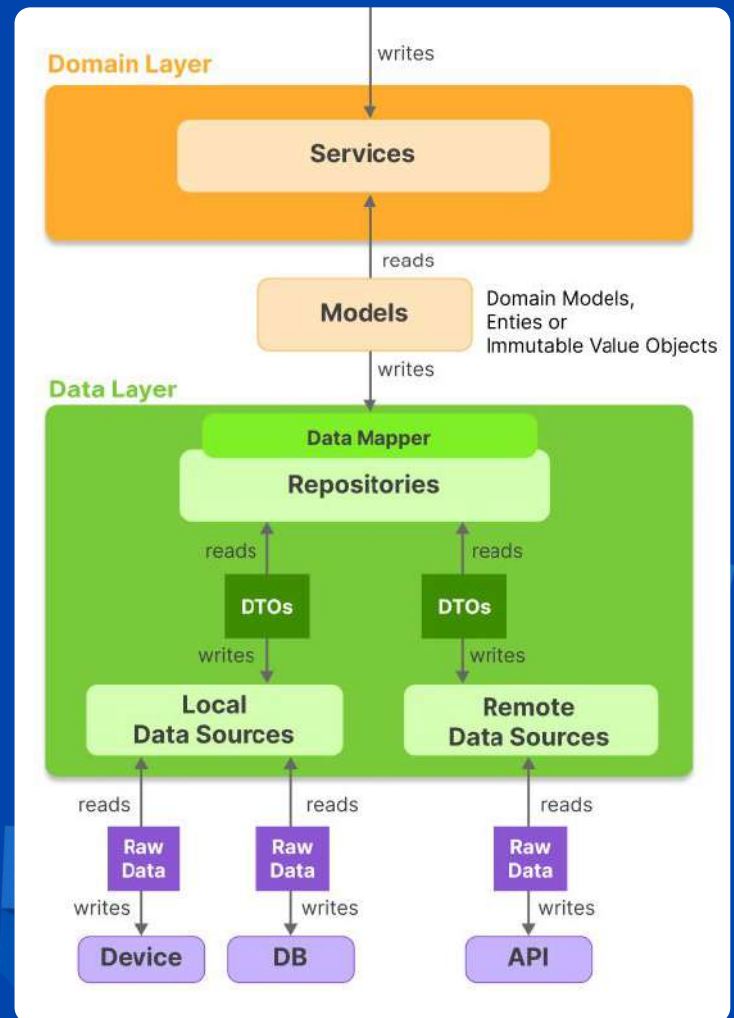 writes
Domain Layer
Services
reads
Models
Domain Models,
Enties or
Immutable Value Objects
writes
Data Layer
Data Mapper
Repositories
reads
reads
DTOs
DTOs
writes
writes
Local
Data Sources
Remote
Data Sources
reads
reads
reads
Raw
Data
Raw
Data
Raw
Data
writes
writes
writes
Device
DB
API